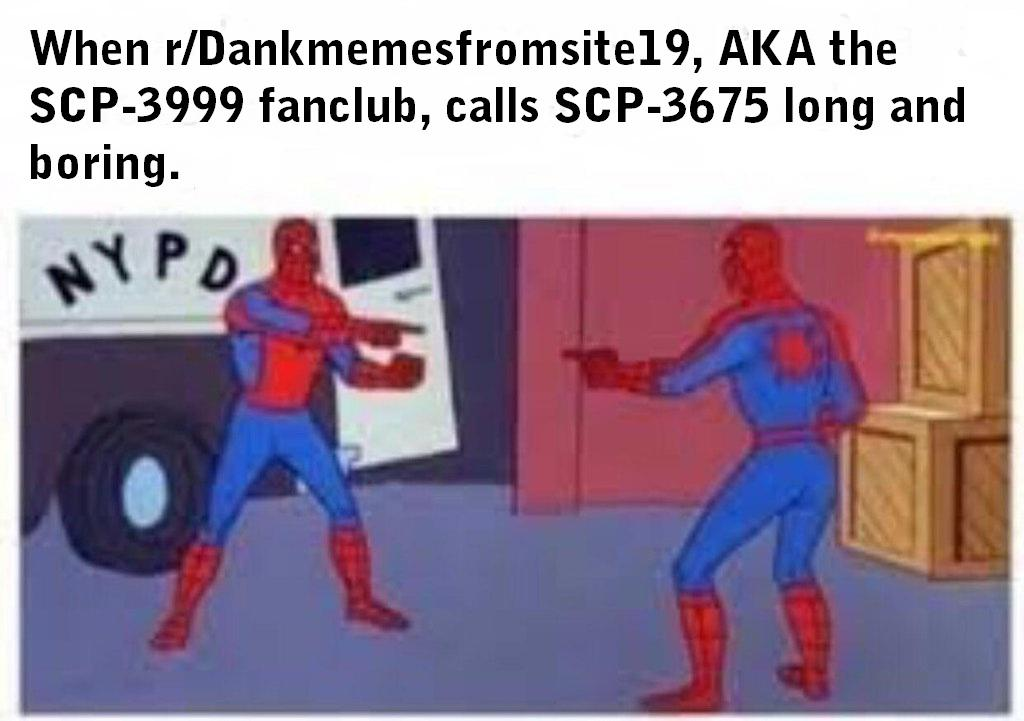 When r/Dankmemesfromsite19, AKA the
SCP-3999 fanclub, calls SCP-3675 long and
boring.
NYPD